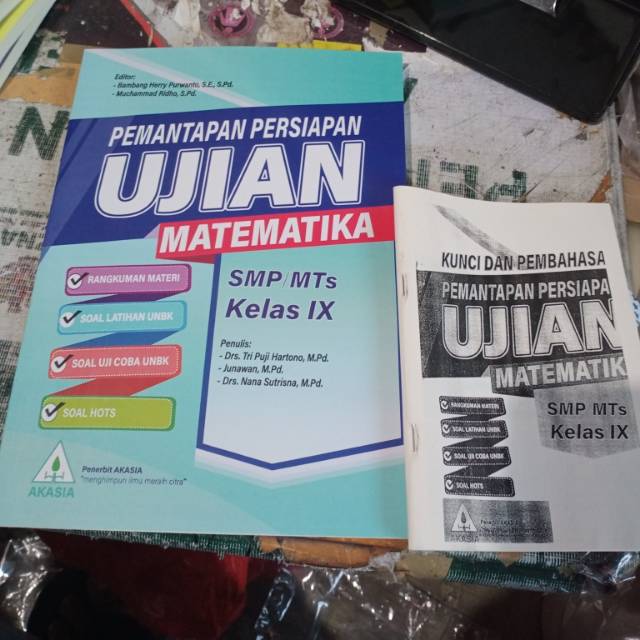 Editor:
- Bambang Herry Purwanto, S.E., S.Pd.
- Muchammad Ridho, S.Pd.
PEMANTAPAN PERSIAPAN
UJIAN
MATEMATIKA
RANGKUMAN MATERI
SOAL LATIHAN UNBK
SOAL UJI COBA UNBK
SOAL HOTS
SMP/MTs
Kelas IX
Penulis:
- Drs. Tri Puji Hartono, M.Pd.
- Junawan, M.Pd.
- Drs. Nana Sutrisna, M.Pd.
AKASIA
Penerbit AKASIA
"menghimpun ilmu meraih citra"
KUNCI DAN PEMBAHASA
PEMANTAPAN PERSIAPA
UJIAN
MATEMATIK
RANGKUMAN MATERI
SOAL LATIHAN UNBK
SOAL UJI COBA UNBK
SOAL HOTS
SMP MTs
Kelas IX